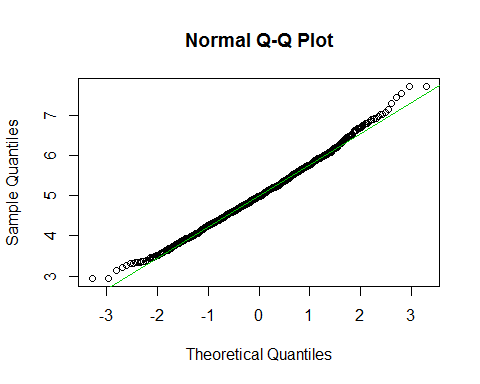 Normal Q-Q Plot
Sample Quantiles
7
6
5
4
3
-3 -2 -1 0 1 2 3
Theoretical Quantiles